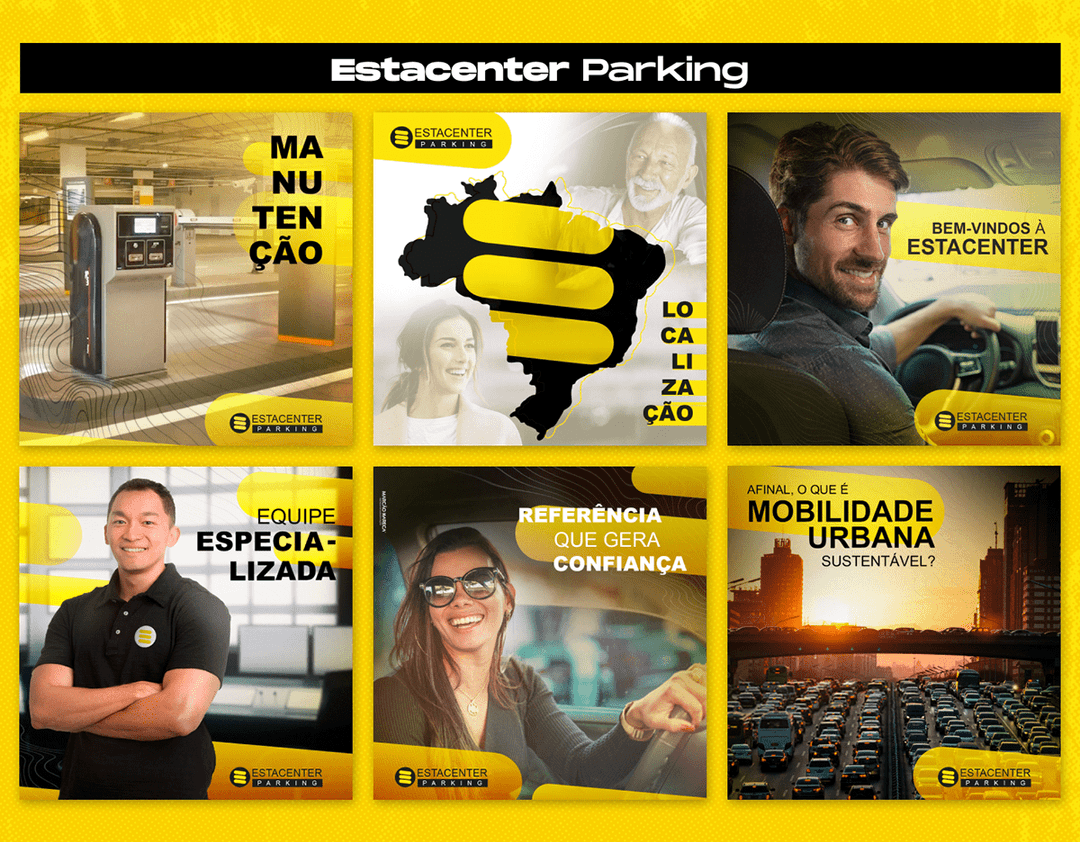 Estacenter Parking
MA
NU
TEN
ÇÃO
ESTACENTER
PARKING
ESTACENTER
PARKING
LO
CA
LI
ZA
ÇÃO
BEM-VINDOS À
ESTACENTER
ESTACENTER
PARKING
EQUIPE
ESPECIA-
LIZADA
ESTACENTER
PARKING
REFERÊNCIA
QUE GERA
CONFIANÇA
ESTACENTER
PARKING
AFINAL, O QUE É
MOBILIDADE
URBANA
SUSTENTÁVEL?
ESTACENTER
PARKING